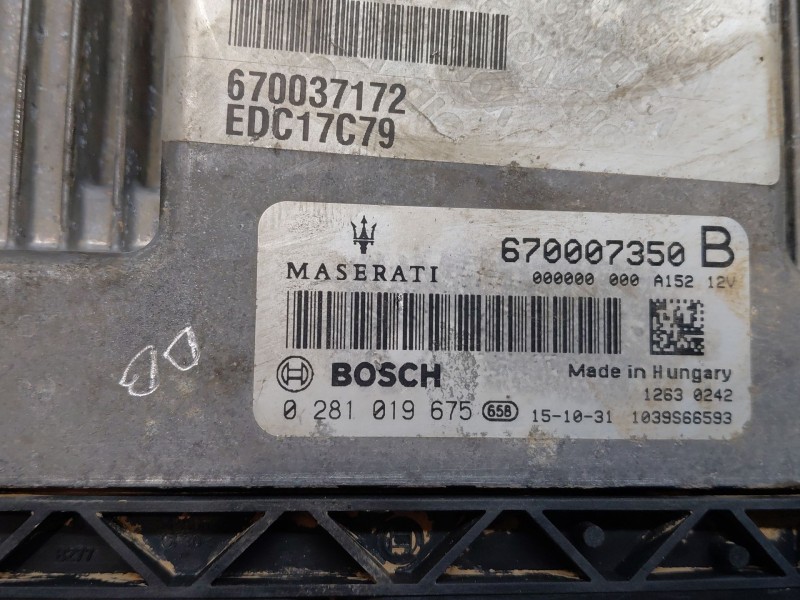 670037172
EDC17C79
MASERATI
670007350 B
000000 000 A152 12V
BOSCH
Made in Hungary
1263 0242
0 281 019 675 658 15-10-31 1039S66593
DB